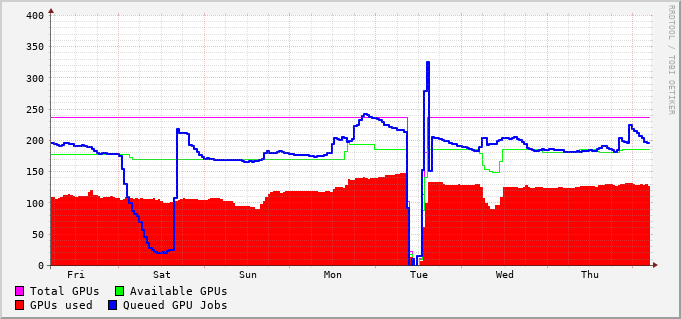 400
350
300
250
200
150
100
50
0
Fri Sat Sun Mon Tue Wed Thu
Total GPUs Available GPUs
GPUs used Queued GPU Jobs
RRDTOOL / TOBI OETIKER